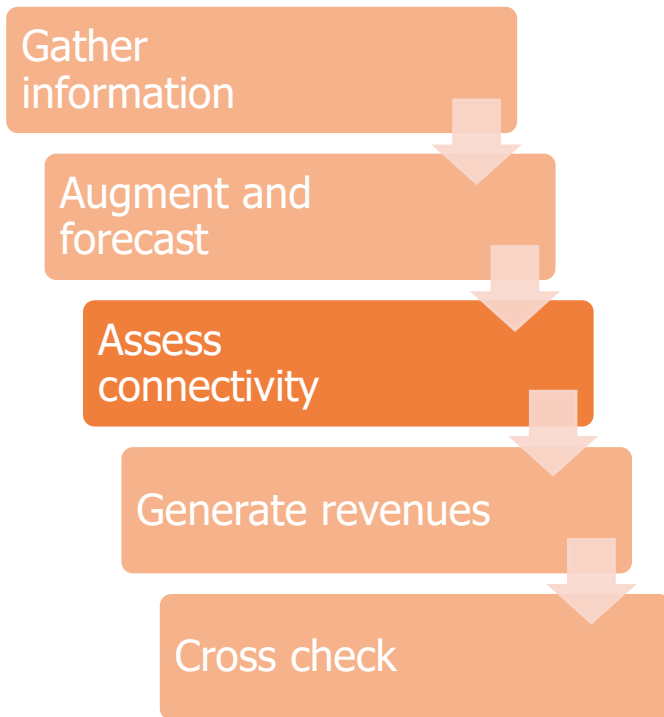 Gather
information
Augment and
forecast
Assess
connectivity
Generate revenues
Cross check